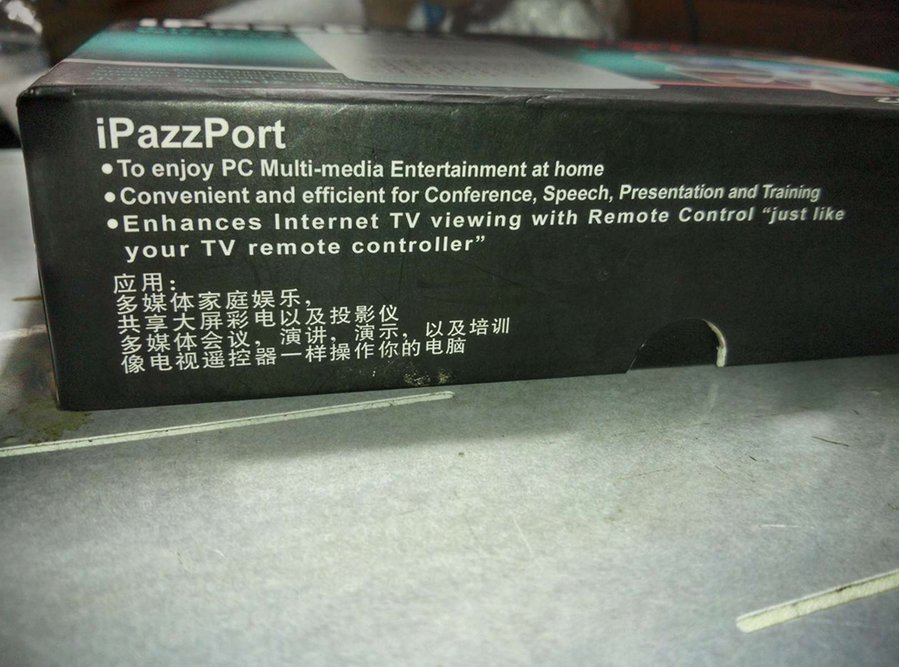 iPazzPort
•To enjoy PC Multi-media Entertainment at home
•Convenient and efficient for Conference, Speech, Presentation and Training
•Enhances Internet TV viewing with Remote Control “just like
your TV remote controller”
应用：
多媒体家庭娱乐，
共享大屏彩电以及投影仪
多媒体会议，演讲，演示，以及培训
像电视遥控器一样操作你的电脑